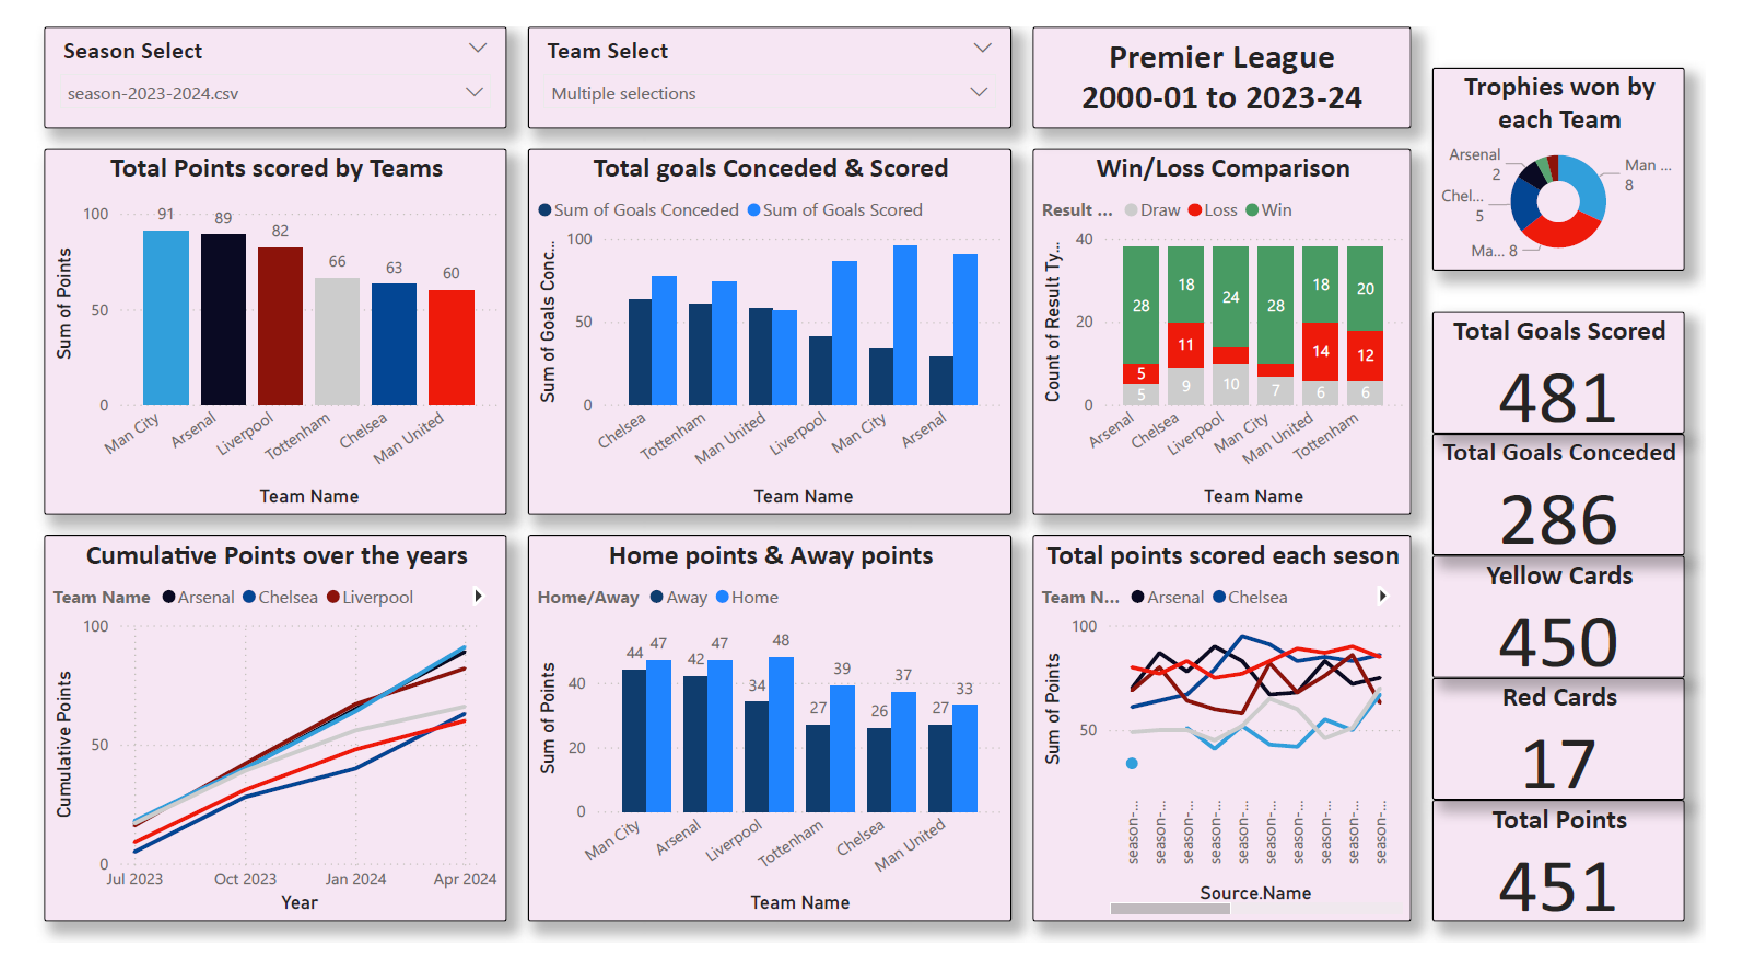 Season Select
season-2023-2024.csv
Team Select
Multiple selections
Premier League
2000-01 to 2023-24
Trophies won by
each Team
Arsenal
2
Man ...
8
Chel...
5
Ma... 8
Total Points scored by Teams
Sum of Points
100
50
0
91
89
82
66
63
60
Man City
Arsenal
Liverpool
Tottenham
Chelsea
Man United
Team Name
Total goals Conceded & Scored
Sum of Goals Conceded Sum of Goals Scored
Sum of Goals Conc...
100
50
0
Chelsea
Tottenham
Man United
Liverpool
Man City
Arsenal
Team Name
Win/Loss Comparison
Result ... Draw Loss Win
Count of Result Ty...
40
20
0
28
5
5
18
11
9
24
10
28
7
18
14
6
20
12
6
Arsenal
Chelsea
Liverpool
Man City
Man United
Tottenham
Team Name
Total Goals Scored
481
Total Goals Conceded
286
Yellow Cards
450
Red Cards
17
Total Points
451
Cumulative Points over the years
Team Name Arsenal Chelsea Liverpool
Cumulative Points
100
50
0
Jul 2023 Oct 2023 Jan 2024 Apr 2024
Year
Home points & Away points
Home/Away Away Home
Sum of Points
40
20
0
44 47
42 47
34 48
27 39
26 37
27 33
Man City
Arsenal
Liverpool
Tottenham
Chelsea
Man United
Team Name
Total points scored each seson
Team N... Arsenal Chelsea
Sum of Points
100
50
season-...
season-...
season-...
season-...
season-...
season-...
season-...
season-...
season-...
season-...
Source.Name